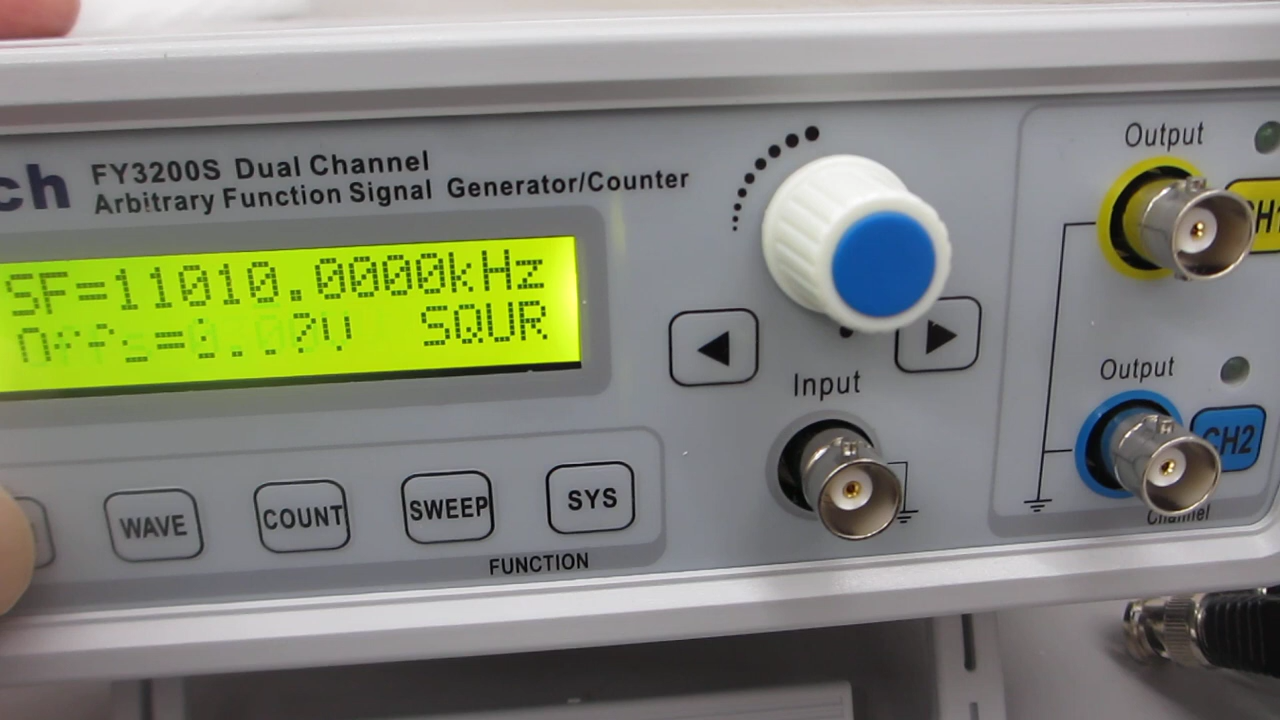 ch
FY3200S Dual Channel
Arbitrary Function Signal Generator/Counter
SF=11010.0000kHz
SQUR
WAVE
COUNT
SWEEP
SYS
FUNCTION
Input
Output
CH1
Output
CH2
Channel